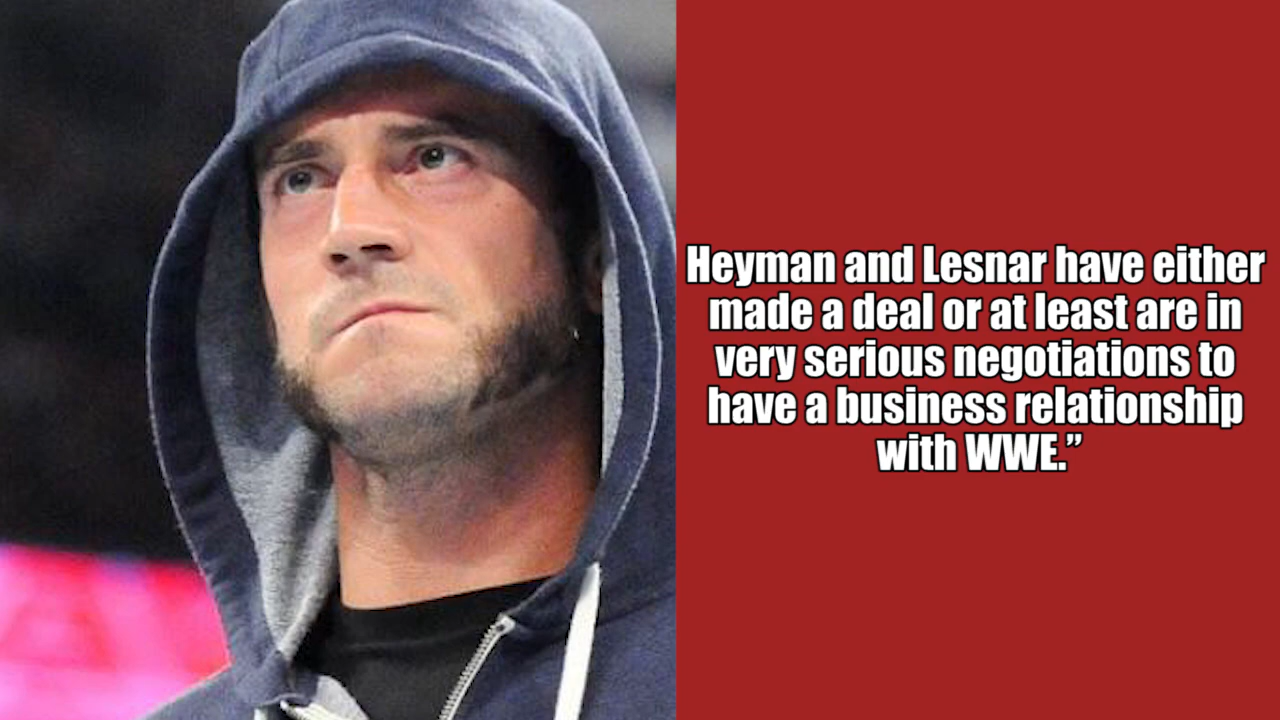 Heyman and Lesnar have either
made a deal or at least are in
very serious negotiations to
have a business relationship
with WWE.”